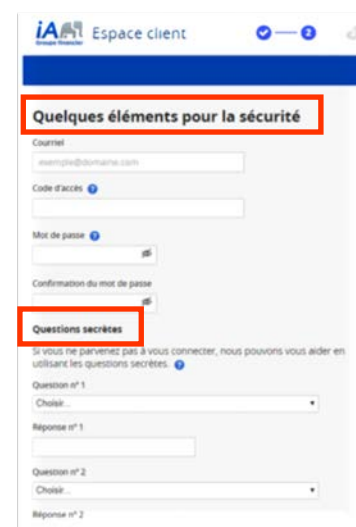 iA
Groupe financier
Espace client
2
Quelques éléments pour la sécurité
Courriel
exemple@domaine.com
Code d'accès ?
Mot de passe ?
Confirmation du mot de passe
Questions secrètes
Si vous ne parvenez pas à vous connecter, nous pouvons vous aider en
utilisant les questions secrètes. ?
Question nº 1
Choisir...
Réponse nº 1
Question nº 2
Choisir...
Réponse nº 2